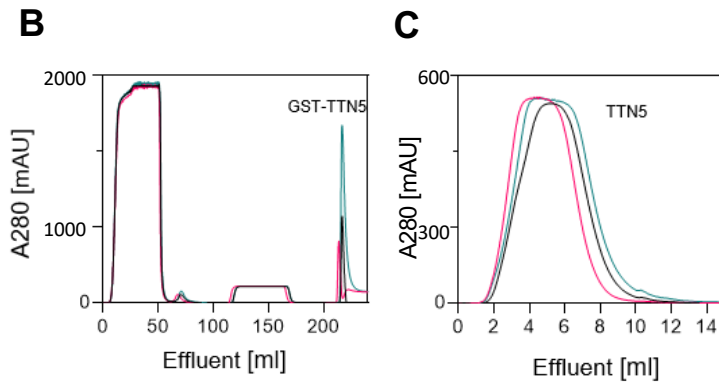 B
2000
1000
0
A280 [mAU]
GST-TTN5
0 50 100 150 200
Effluent [ml]
C
600
300
0
A280 [mAU]
TTN5
0 2 4 6 8 10 12 14
Effluent [ml]